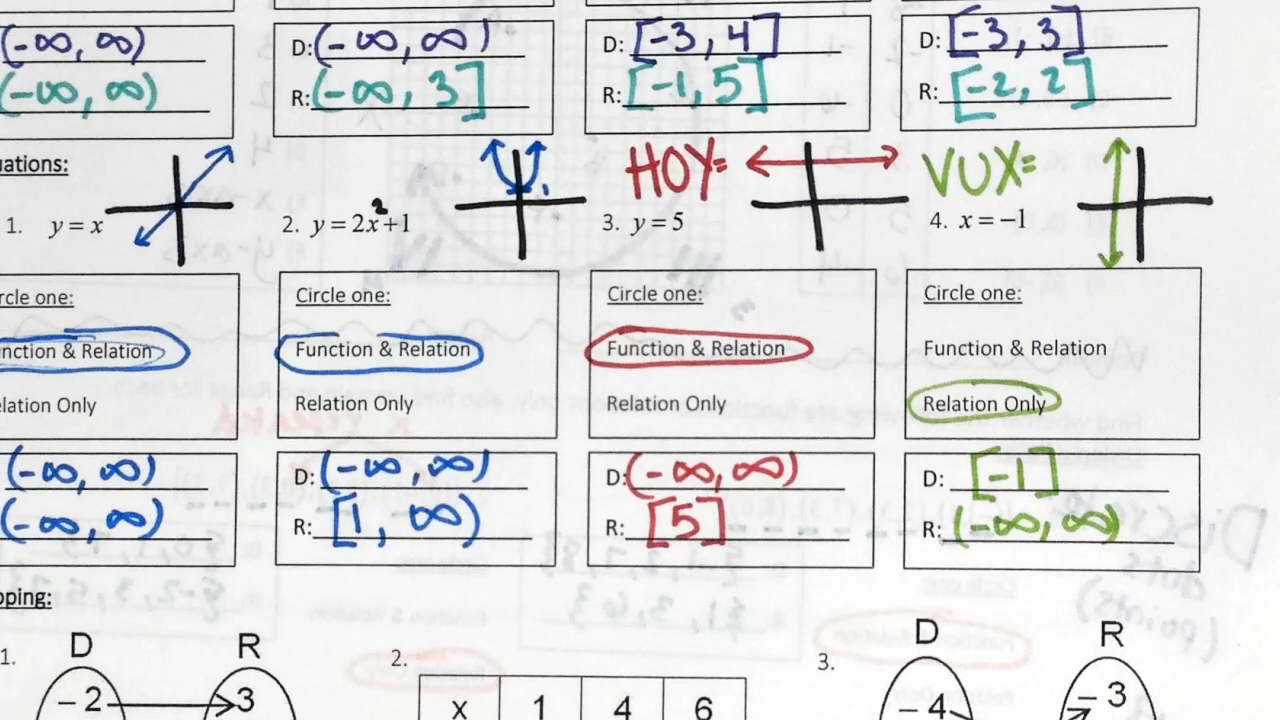 (-∞, ∞)
(-∞, ∞)
D: (-∞, ∞)
R: (-∞, 3]
D: [-3, 4]
R: [-1, 5]
D: [-3, 3]
R: [-2, 2]
uations:
1. y = x
2. y = 2x²+1
HOY=
3. y = 5
VUX=
4. x = −1
rcle one:
nction & Relation
elation Only
(-∞, ∞)
(-∞, ∞)
Circle one:
Function & Relation
Relation Only
D: (-∞, ∞)
R: [1, ∞)
Circle one:
Function & Relation
Relation Only
D: (-∞, ∞)
R: [5]
Circle one:
Function & Relation
Relation Only
D: [-1]
R: (-∞, ∞)
pping:
1.
D R
−2 3
2.
x 1 4 6
3.
D R
−4 −3